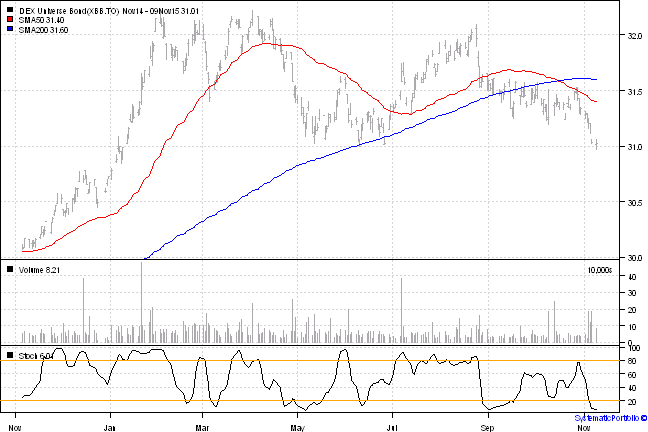 DEX Universe Bond(XBB.TO) Nov14 - 09Nov15 31.01
SMA50 31.40
SMA200 31.60
32.0
31.5
31.0
30.5
30.0
Volume 8.21
10,000s
40
30
20
10
0
Stoch 6.04
100
80
60
40
20
Nov Jan Mar May Jul Sep Nov
SystematicPortfolio ©